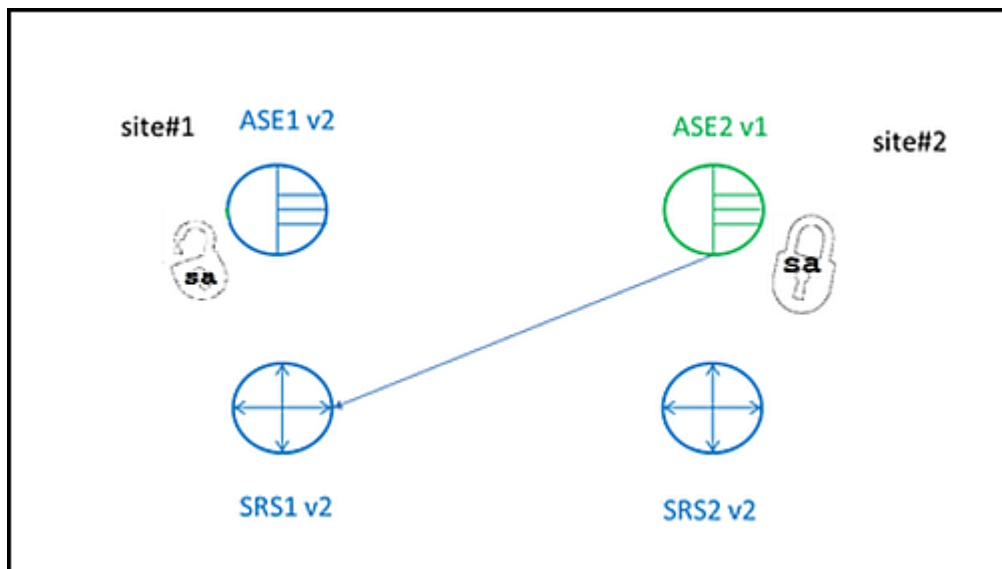 site#1
ASE1 v2
ASE2 v1
site#2
sa
sa
SRS1 v2
SRS2 v2